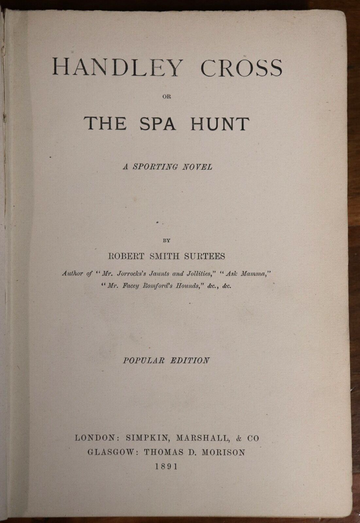 HANDLEY CROSS
OR
THE SPA HUNT
A SPORTING NOVEL
BY
ROBERT SMITH SURTEES
Author of "Mr. Jorrocks's Jaunts and Jollities," "Ask Mamma,"
"Mr. Facey Romford's Hounds," &c., &c.
POPULAR EDITION
LONDON: SIMPKIN, MARSHALL, & CO
GLASGOW: THOMAS D. MORISON
1891